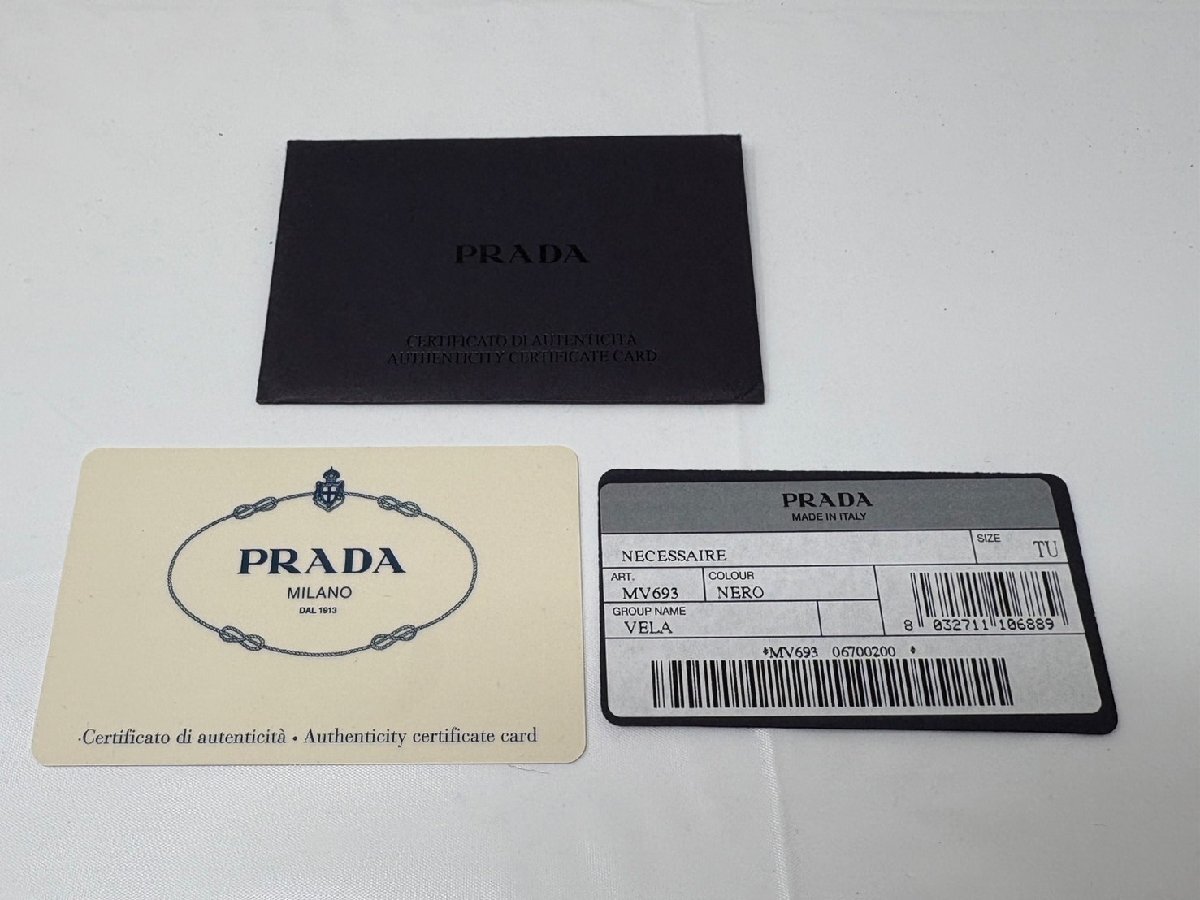 PRADA
CERTIFICATO DI AUTENTICITÀ
AUTHENTICITY CERTIFICATE CARD
PRADA
MILANO
DAL 1913
Certificato di autenticità • Authenticity certificate card
PRADA
MADE IN ITALY
NECESSAIRE
SIZE
TU
ART.
MV693
COLOUR
NERO
GROUP NAME
VELA
8 032711 106889
*MV693 06700200 *